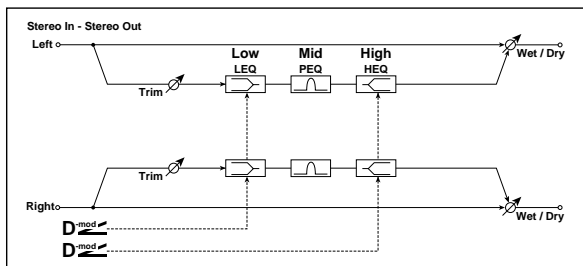 Stereo In - Stereo Out
Left
Low
Mid
High
LEQ
PEQ
HEQ
Wet / Dry
Trim
Trim
Right
Wet / Dry
D-mod
D-mod